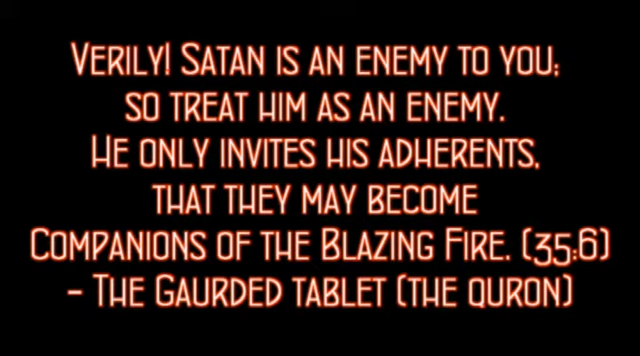 Verily! Satan is an enemy to you;
so treat him as an enemy.
He only invites his adherents,
that they may become
Companions of the Blazing Fire. (35:6)
- The Gaurded tablet (the quron)